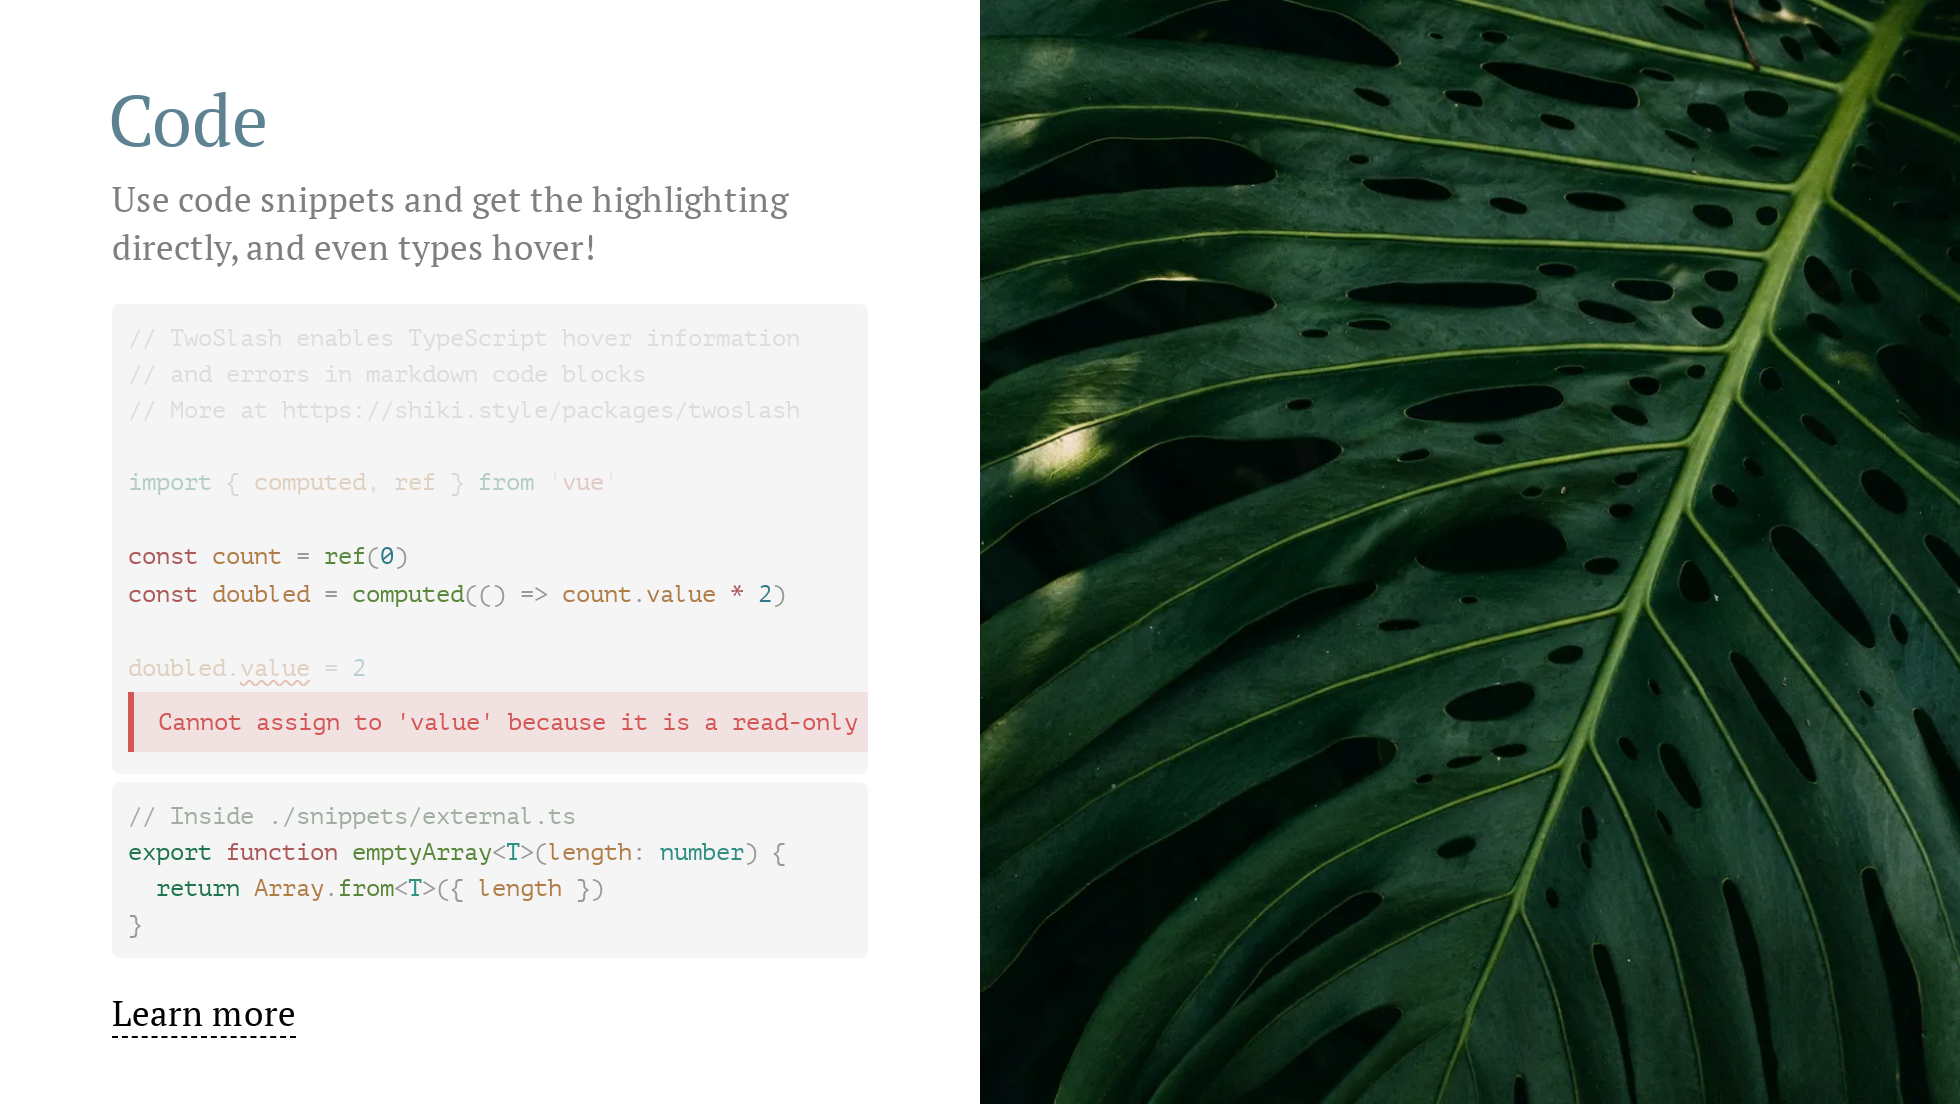 Code
Use code snippets and get the highlighting
directly, and even types hover!
// TwoSlash enables TypeScript hover information
// and errors in markdown code blocks
// More at https://shiki.style/packages/twoslash
import { computed, ref } from 'vue'
const count = ref(0)
const doubled = computed(() => count.value * 2)
doubled.value = 2
Cannot assign to 'value' because it is a read-only
// Inside ./snippets/external.ts
export function emptyArray<T>(length: number) {
  return Array.from<T>({ length })
}
Learn more